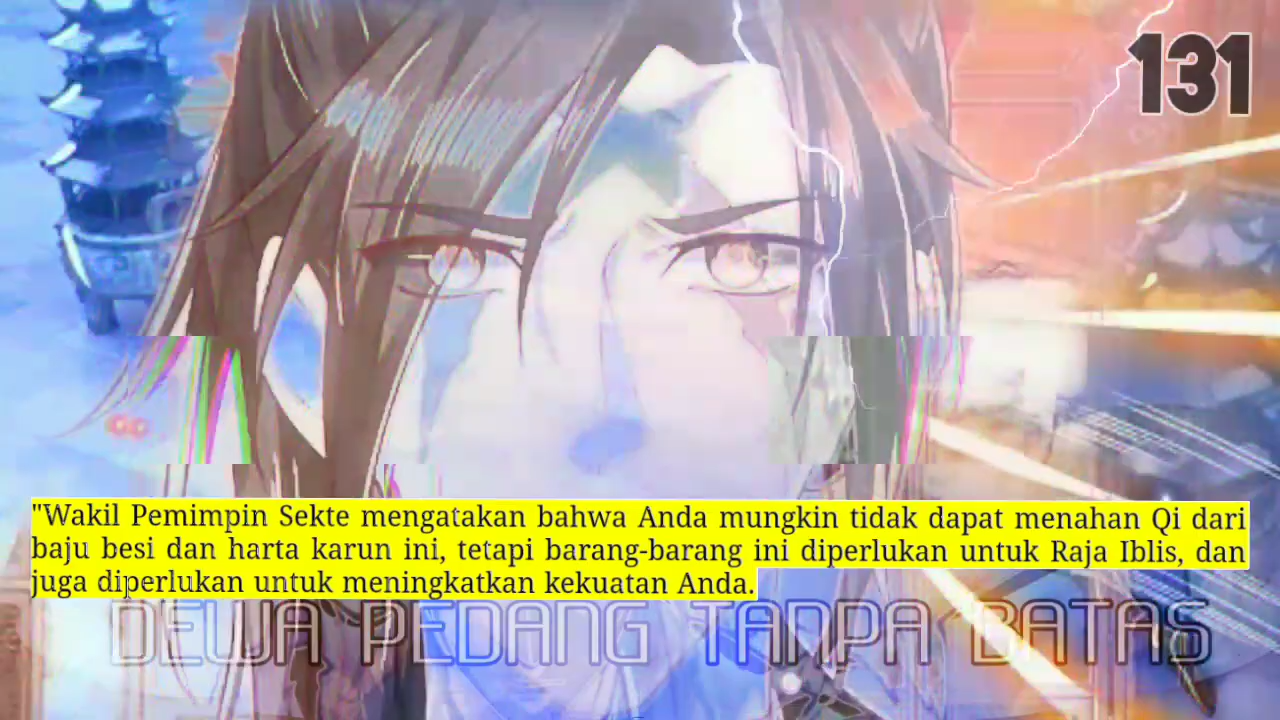 131
"Wakil Pemimpin Sekte mengatakan bahwa Anda mungkin tidak dapat menahan Qi dari
baju besi dan harta karun ini, tetapi barang-barang ini diperlukan untuk Raja Iblis, dan
juga diperlukan untuk meningkatkan kekuatan Anda.
DEWA PEDANG TANPA BATAS